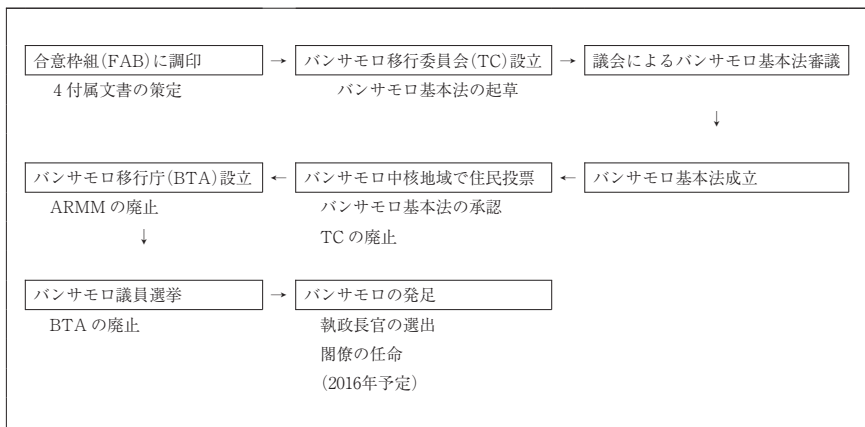 合意枠組(FAB)に調印 → バンサモロ移行委員会(TC)設立 → 議会によるバンサモロ基本法審議
4付属文書の策定 バンサモロ基本法の起草
↓
バンサモロ移行庁(BTA)設立 ← バンサモロ中核地域で住民投票 ← バンサモロ基本法成立
ARMMの廃止 バンサモロ基本法の承認
↓ TCの廃止
バンサモロ議員選挙 → バンサモロの発足
BTAの廃止 執政長官の選出
閣僚の任命
(2016年予定)